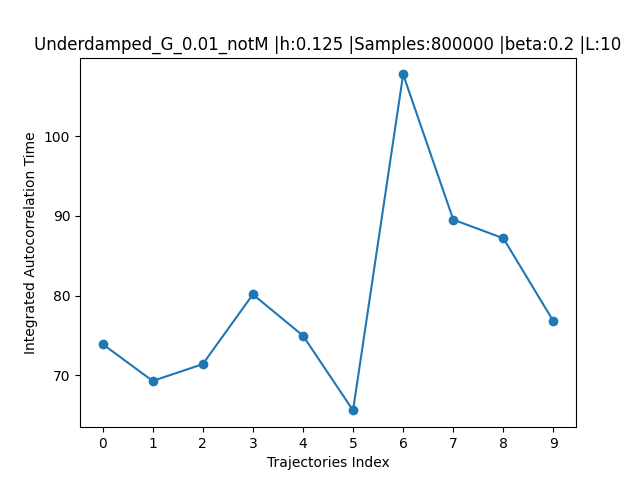 Underdamped_G_0.01_notM |h:0.125 |Samples:800000 |beta:0.2 |L:10
Integrated Autocorrelation Time
100
90
80
70
0 1 2 3 4 5 6 7 8 9
Trajectories Index